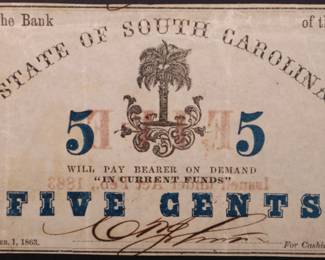 the Bank of th
STATE OF SOUTH CAROLINA
5 5
WILL PAY BEARER ON DEMAND
"IN CURRENT FUNDS"
FIVE CENTS
1, 1863. For Cashi